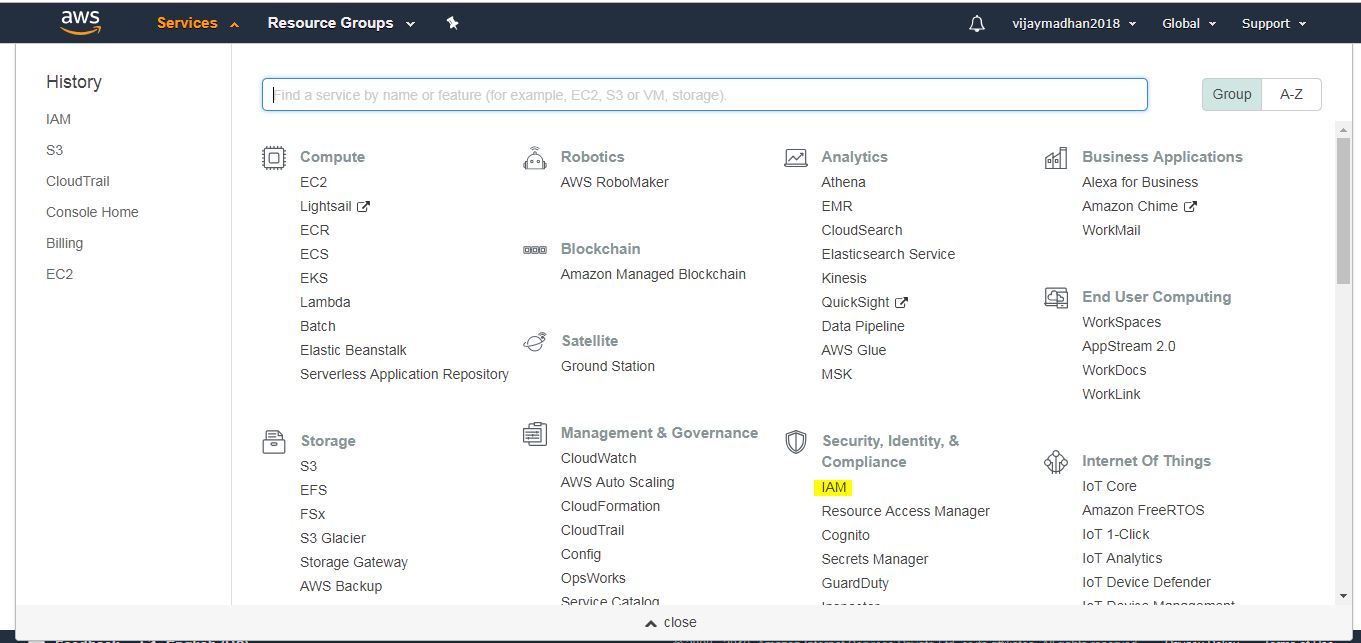 aws
Services
Resource Groups
vijaymadhan2018
Global
Support
History
IAM
S3
CloudTrail
Console Home
Billing
EC2
Find a service by name or feature (for example, EC2, S3 or VM, storage).
Group
A-Z
Compute
EC2
Lightsail
ECR
ECS
EKS
Lambda
Batch
Elastic Beanstalk
Serverless Application Repository
Storage
S3
EFS
FSx
S3 Glacier
Storage Gateway
AWS Backup
Robotics
AWS RoboMaker
Blockchain
Amazon Managed Blockchain
Satellite
Ground Station
Management & Governance
CloudWatch
AWS Auto Scaling
CloudFormation
CloudTrail
Config
OpsWorks
Service Catalog
Analytics
Athena
EMR
CloudSearch
Elasticsearch Service
Kinesis
QuickSight
Data Pipeline
AWS Glue
MSK
Security, Identity, &
Compliance
IAM
Resource Access Manager
Cognito
Secrets Manager
GuardDuty
Inspector
Business Applications
Alexa for Business
Amazon Chime
WorkMail
End User Computing
WorkSpaces
AppStream 2.0
WorkDocs
WorkLink
Internet Of Things
IoT Core
Amazon FreeRTOS
IoT 1-Click
IoT Analytics
IoT Device Defender
IoT Device Management
close